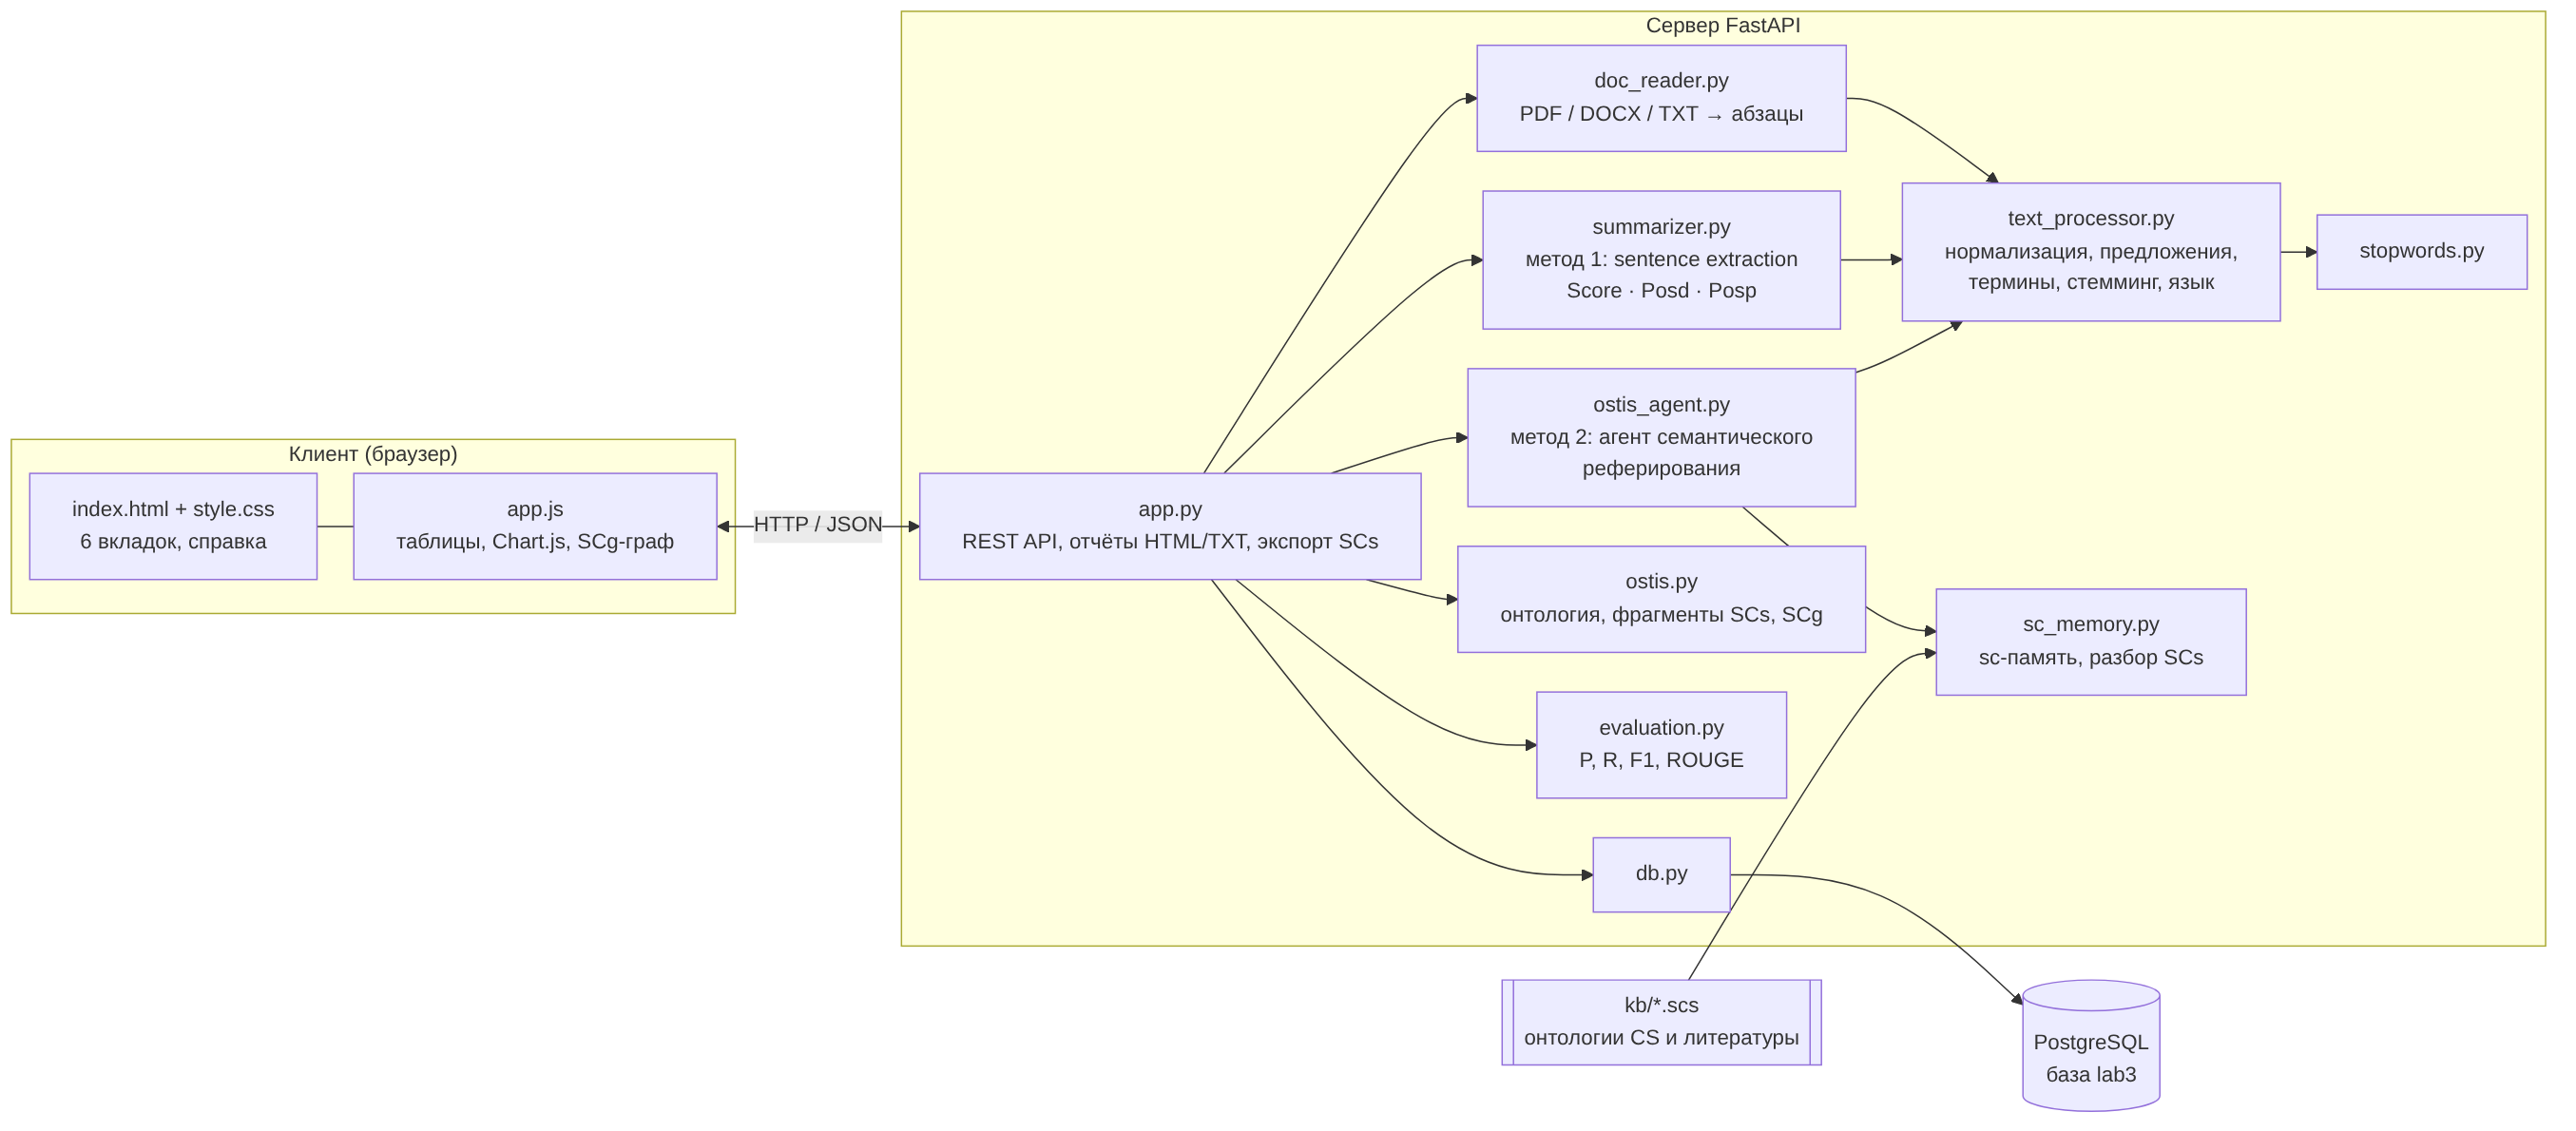 Сервер FastAPI
doc_reader.py
PDF / DOCX / TXT → абзацы
summarizer.py
метод 1: sentence extraction
Score · Posd · Posp
text_processor.py
нормализация, предложения,
термины, стемминг, язык
stopwords.py
ostis_agent.py
метод 2: агент семантического
реферирования
Клиент (браузер)
index.html + style.css
6 вкладок, справка
app.js
таблицы, Chart.js, SCg-граф
HTTP / JSON
app.py
REST API, отчёты HTML/TXT, экспорт SCs
ostis.py
онтология, фрагменты SCs, SCg
sc_memory.py
sc-память, разбор SCs
evaluation.py
P, R, F1, ROUGE
db.py
kb/*.scs
онтологии CS и литературы
PostgreSQL
база lab3